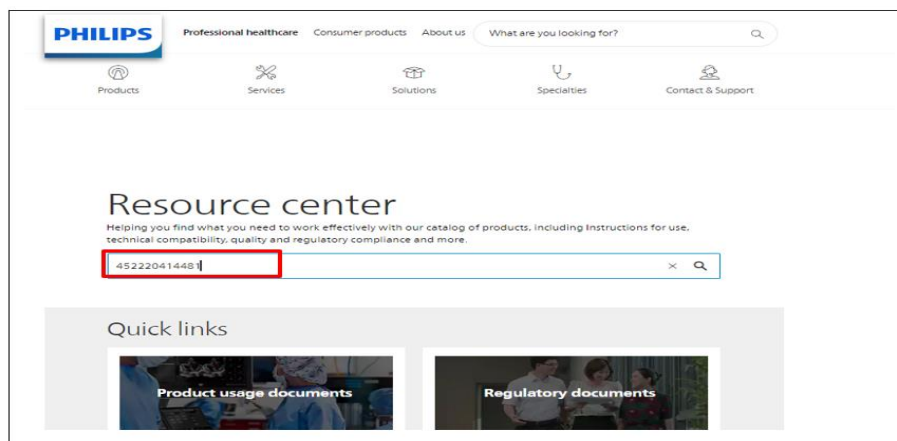 PHILIPS
Professional healthcare Consumer products About us What are you looking for?
Products Services Solutions Specialties Contact & Support
Resource center
Helping you find what you need to work effectively with our catalog of products, including Instructions for use,
technical compatibility, quality and regulatory compliance and more.
452220414481
Quick links
Product usage documents Regulatory documents